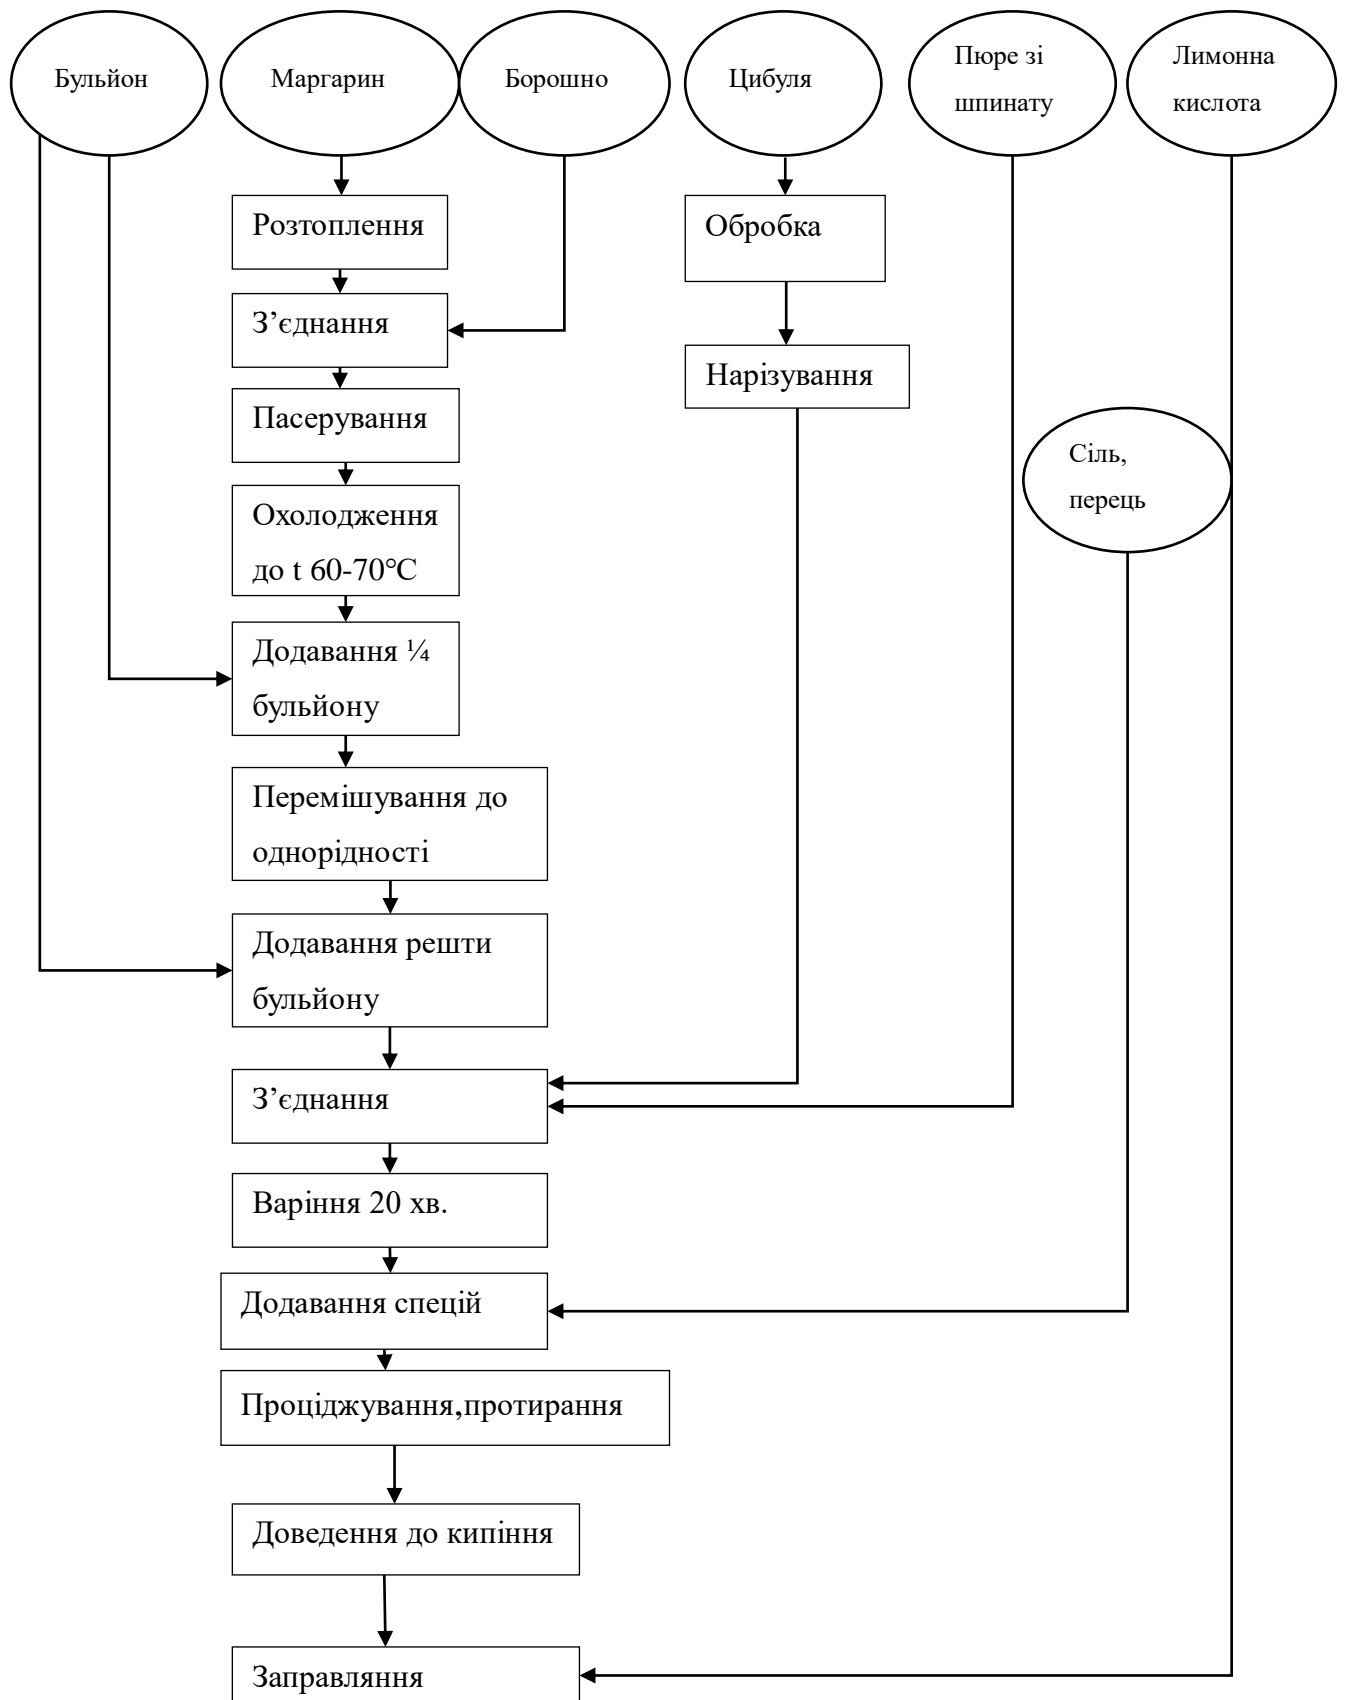 Бульйон
Маргарин
Борошно
Цибуля
Пюре зі
шпинату
Лимонна
кислота
Розтоплення
Обробка
З’єднання
Нарізування
Пасерування
Сіль,
перець
Охолодження
до t 60-70°C
Додавання ¼
бульйону
Перемішування до
однорідності
Додавання решти
бульйону
З’єднання
Варіння 20 хв.
Додавання спецій
Проціджування,протирання
Доведення до кипіння
Заправляння